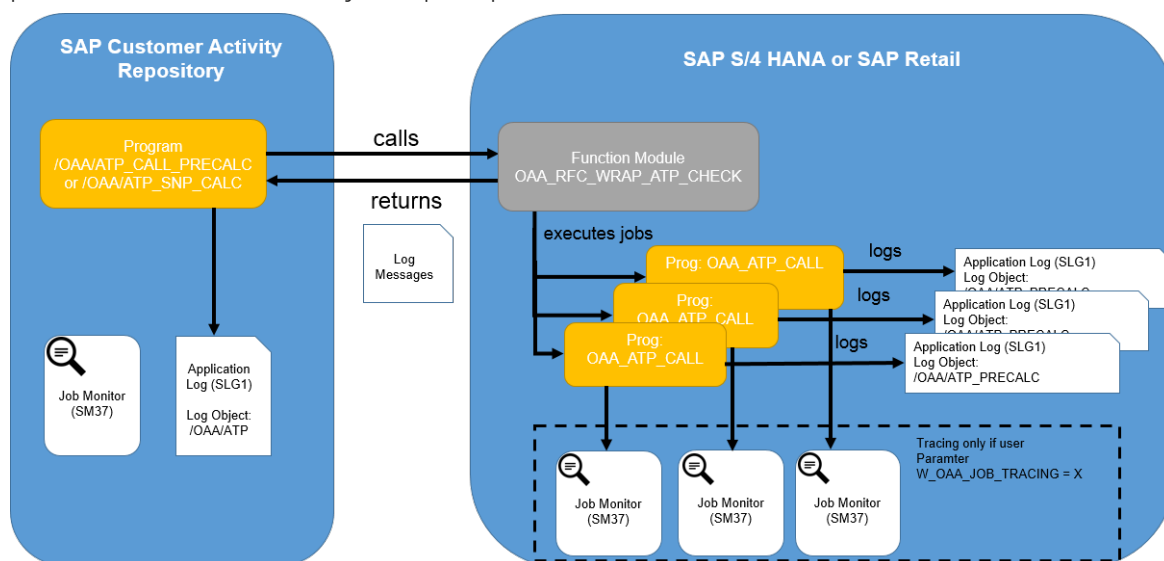 SAP Customer Activity
Repository
SAP S/4 HANA or SAP Retail
Program
/OAA/ATP_CALL_PRECALC
or /OAA/ATP_SNP_CALC
calls
returns
Log
Messages
Function Module
OAA_RFC_WRAP_ATP_CHECK
executes jobs
Prog: OAA_ATP_CALL
Prog:
OAA_ATP_CALL
Prog:
OAA_ATP_CALL
logs
logs
logs
Application Log (SLG1)
Log Object:
/OAA/ATP_PRECALC
Application Log (SLG1)
Log Object:
/OAA/ATP_PRECALC
Application Log (SLG1)
Log Object:
/OAA/ATP_PRECALC
Job Monitor
(SM37)
Application
Log (SLG1)
Log Object:
/OAA/ATP
Tracing only if user
Paramter
W_OAA_JOB_TRACING = X
Job Monitor
(SM37)
Job Monitor
(SM37)
Job Monitor
(SM37)